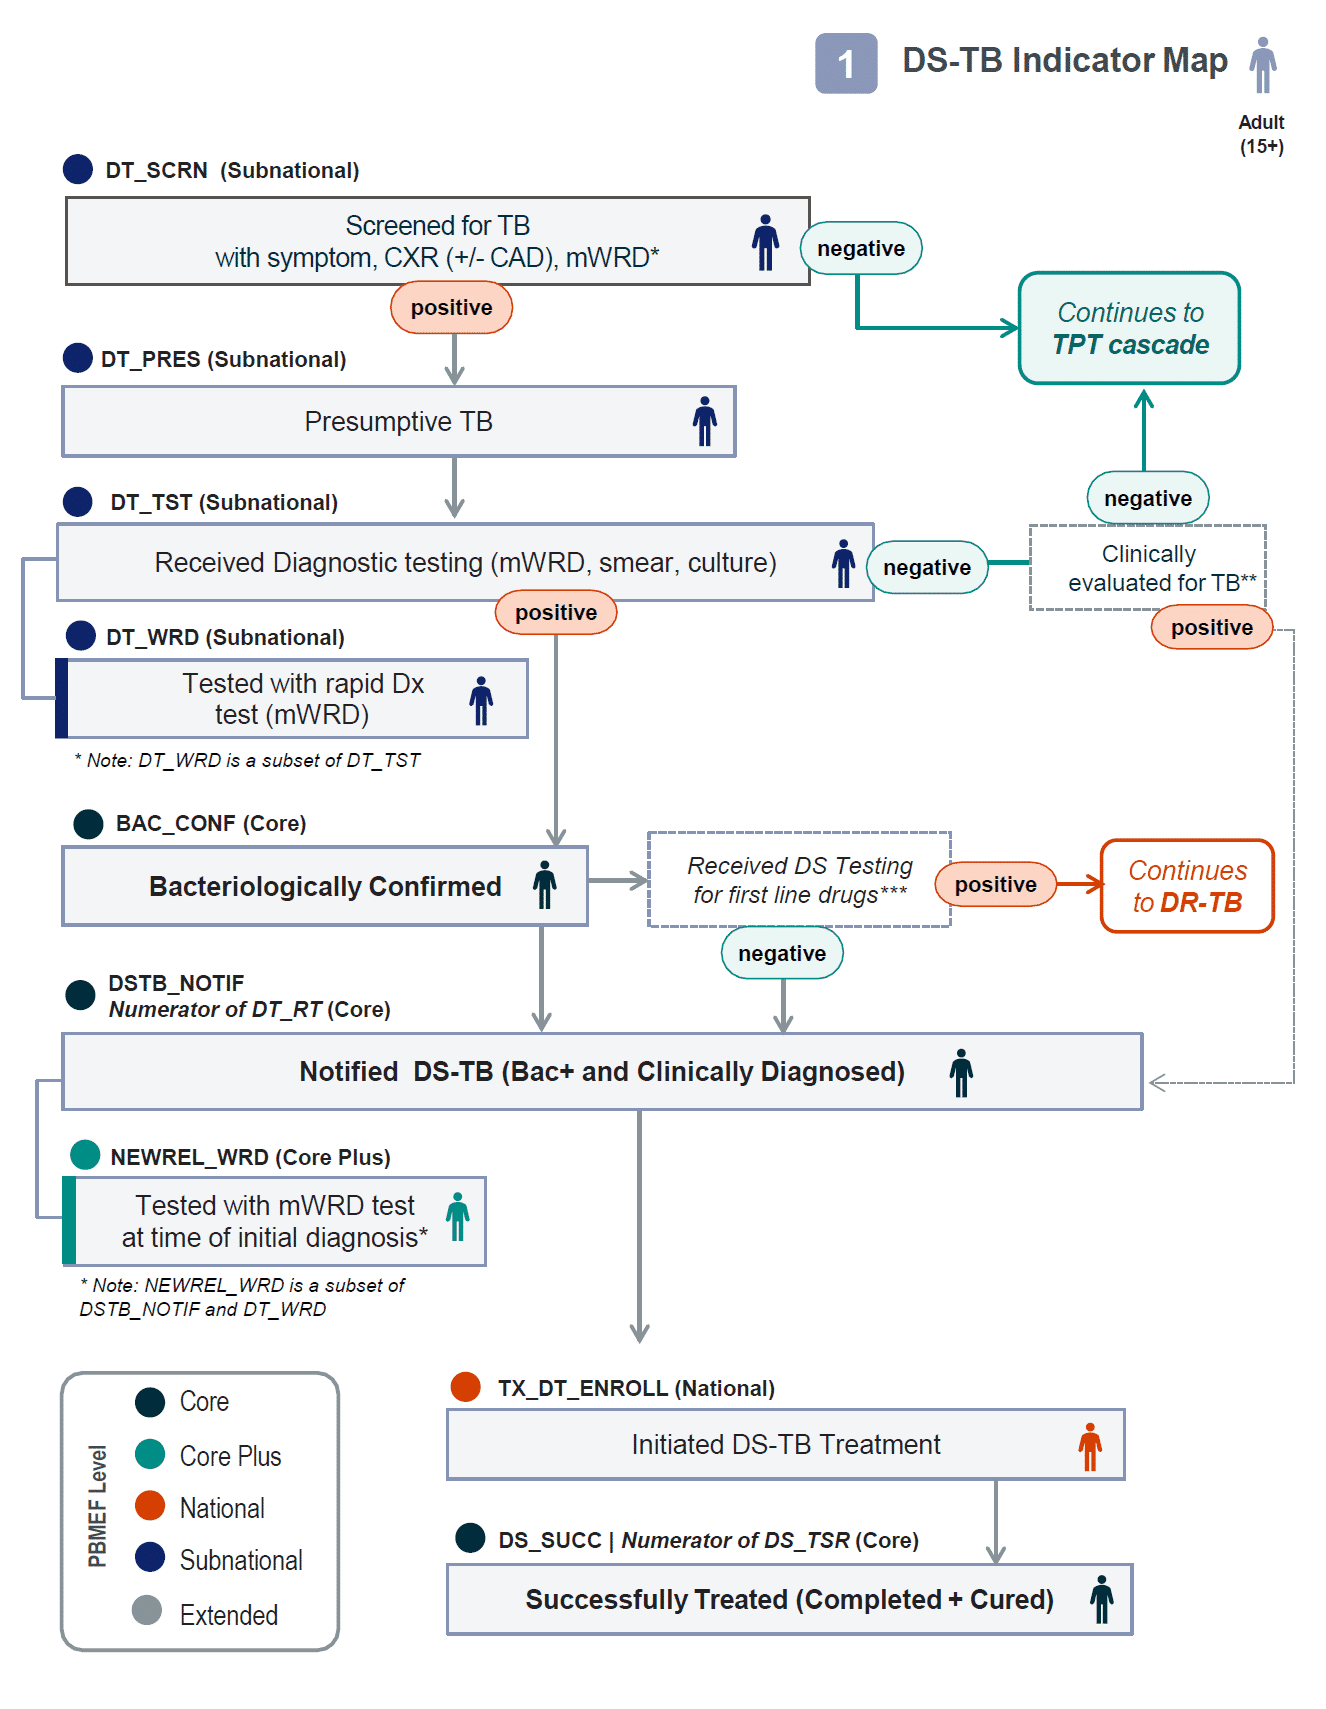 1 DS-TB Indicator Map
Adult
(15+)
DT_SCRN (Subnational)
Screened for TB
with symptom, CXR (+/- CAD), mWRD*
negative
positive
Continues to
TPT cascade
DT_PRES (Subnational)
Presumptive TB
DT_TST (Subnational)
Received Diagnostic testing (mWRD, smear, culture)
negative
positive
negative
Clinically
evaluated for TB**
positive
DT_WRD (Subnational)
Tested with rapid Dx
test (mWRD)
* Note: DT_WRD is a subset of DT_TST
BAC_CONF (Core)
Bacteriologically Confirmed
Received DS Testing
for first line drugs***
positive
Continues
to DR-TB
negative
DSTB_NOTIF
Numerator of DT_RT (Core)
Notified DS-TB (Bac+ and Clinically Diagnosed)
NEWREL_WRD (Core Plus)
Tested with mWRD test
at time of initial diagnosis*
* Note: NEWREL_WRD is a subset of
DSTB_NOTIF and DT_WRD
PBMEF Level
Core
Core Plus
National
Subnational
Extended
TX_DT_ENROLL (National)
Initiated DS-TB Treatment
DS_SUCC | Numerator of DS_TSR (Core)
Successfully Treated (Completed + Cured)